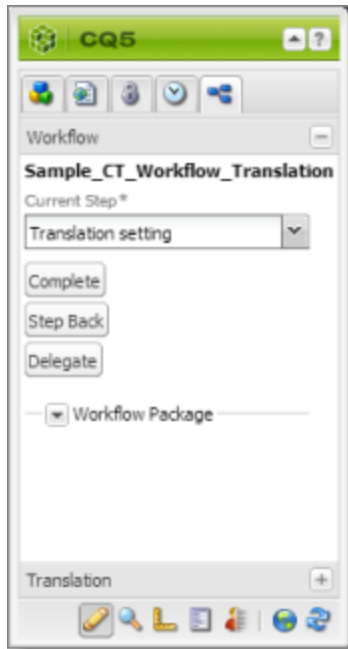 CQ5
?
Workflow
Sample_CT_Workflow_Translation
Current Step*
Translation setting
Complete
Step Back
Delegate
Workflow Package
Translation